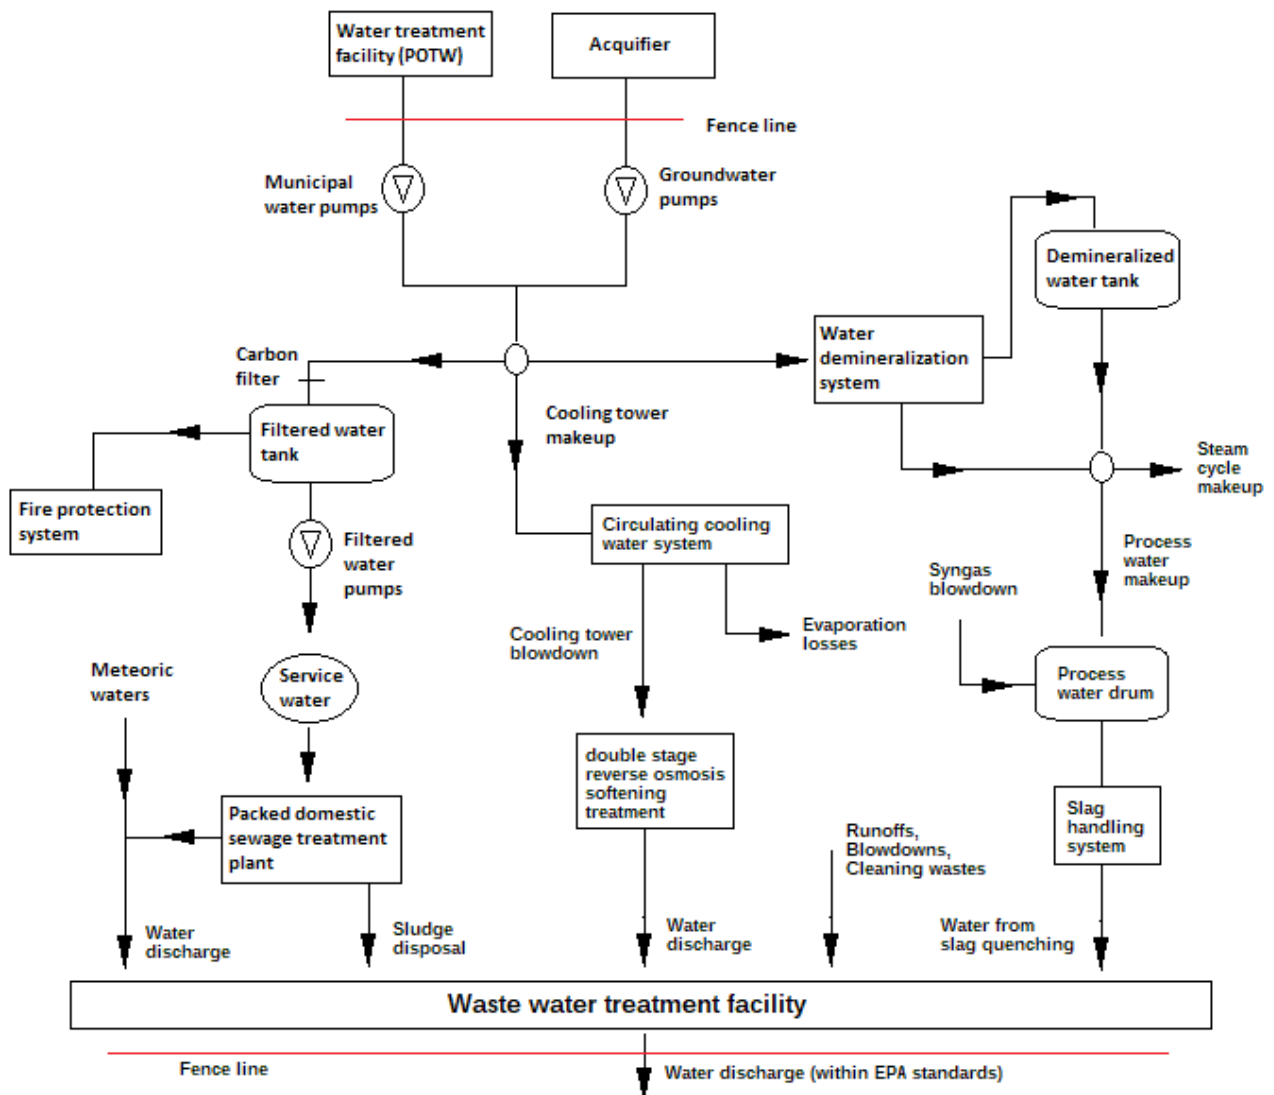 Water treatment
facility (POTW)
Acquifier
Fence line
Municipal
water pumps
Groundwater
pumps
Demineralized
water tank
Water
demineralization
system
Carbon
filter
Cooling tower
makeup
Filtered water
tank
Steam
cycle
makeup
Fire protection
system
Circulating cooling
water system
Filtered
water
pumps
Process
water
makeup
Syngas
blowdown
Evaporation
losses
Cooling tower
blowdown
Meteoric
waters
Service
water
Process
water drum
double stage
reverse osmosis
softening
treatment
Packed domestic
sewage treatment
plant
Slag
handling
system
Runoffs,
Blowdowns,
Cleaning wastes
Water
discharge
Sludge
disposal
Water
discharge
Water from
slag quenching
Waste water treatment facility
Fence line
Water discharge (within EPA standards)